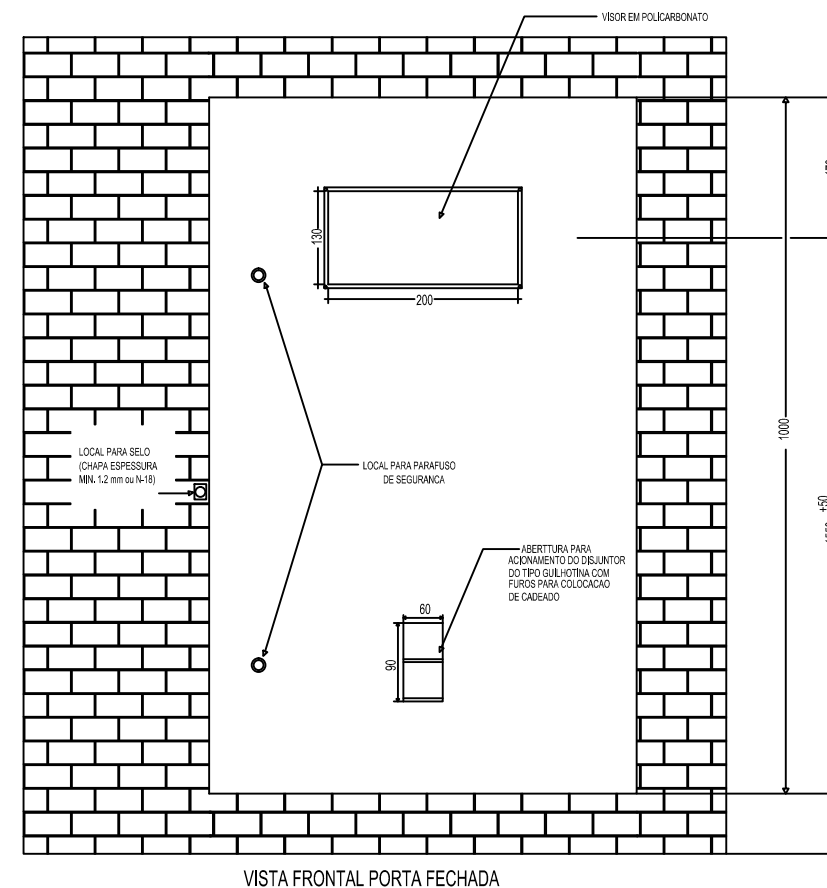 VISOR EM POLICARBONATO
130
200
LOCAL PARA SELO
(CHAPA ESPESSURA
MIN. 1.2 mm ou N-18)
LOCAL PARA PARAFUSO
DE SEGURANCA
1000
+50
ABERTTURA PARA
ACIONAMENTO DO DISJUNTOR
DO TIPO GUILHOTINA COM
FUROS PARA COLOCACAO
DE CADEADO
60
90
VISTA FRONTAL PORTA FECHADA